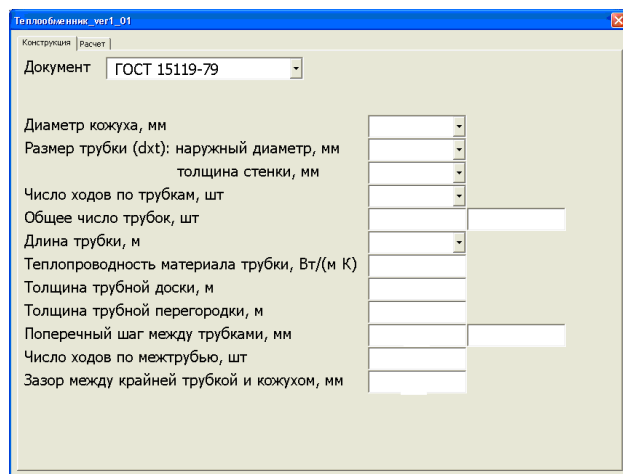 Теплообменник_ver1_01
Конструкция Расчет
Документ ГОСТ 15119-79
Диаметр кожуха, мм
Размер трубки (dxt): наружный диаметр, мм
толщина стенки, мм
Число ходов по трубкам, шт
Общее число трубок, шт
Длина трубки, м
Теплопроводность материала трубки, Вт/(м К)
Толщина трубной доски, м
Толщина трубной перегородки, м
Поперечный шаг между трубками, мм
Число ходов по межтрубью, шт
Зазор между крайней трубкой и кожухом, мм